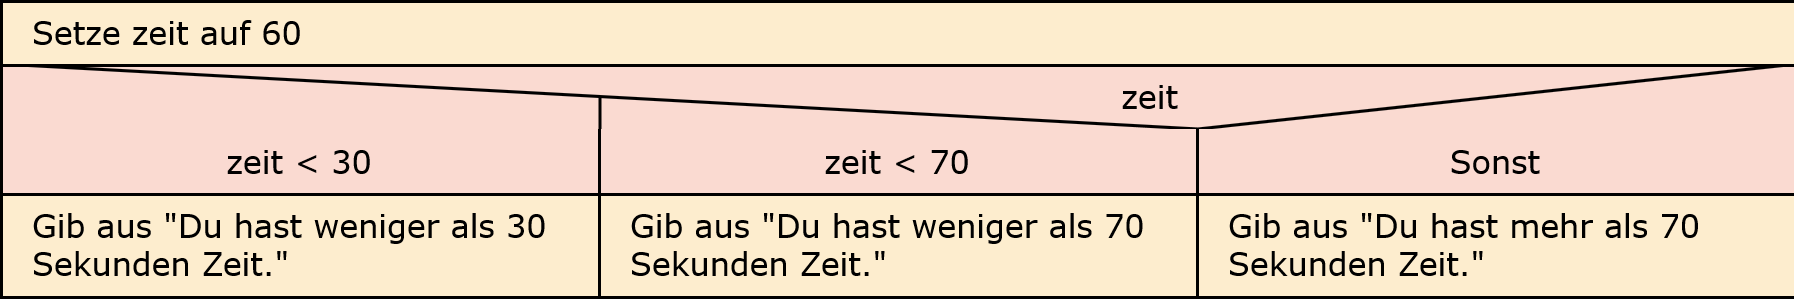 Setze zeit auf 60
zeit
zeit < 30
zeit < 70
Sonst
Gib aus "Du hast weniger als 30
Sekunden Zeit."
Gib aus "Du hast weniger als 70
Sekunden Zeit."
Gib aus "Du hast mehr als 70
Sekunden Zeit."